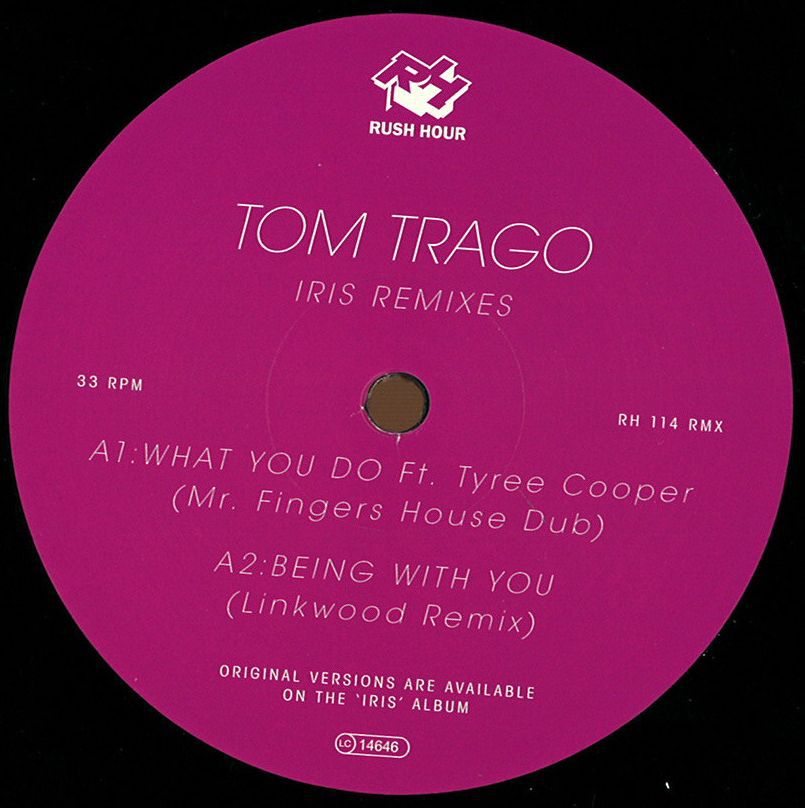 RH
RUSH HOUR
TOM TRAGO
IRIS REMIXES
33 RPM
RH 114 RMX
A1:WHAT YOU DO Ft. Tyree Cooper
(Mr. Fingers House Dub)
A2:BEING WITH YOU
(Linkwood Remix)
ORIGINAL VERSIONS ARE AVAILABLE
ON THE ‘IRIS’ ALBUM
LC 14646